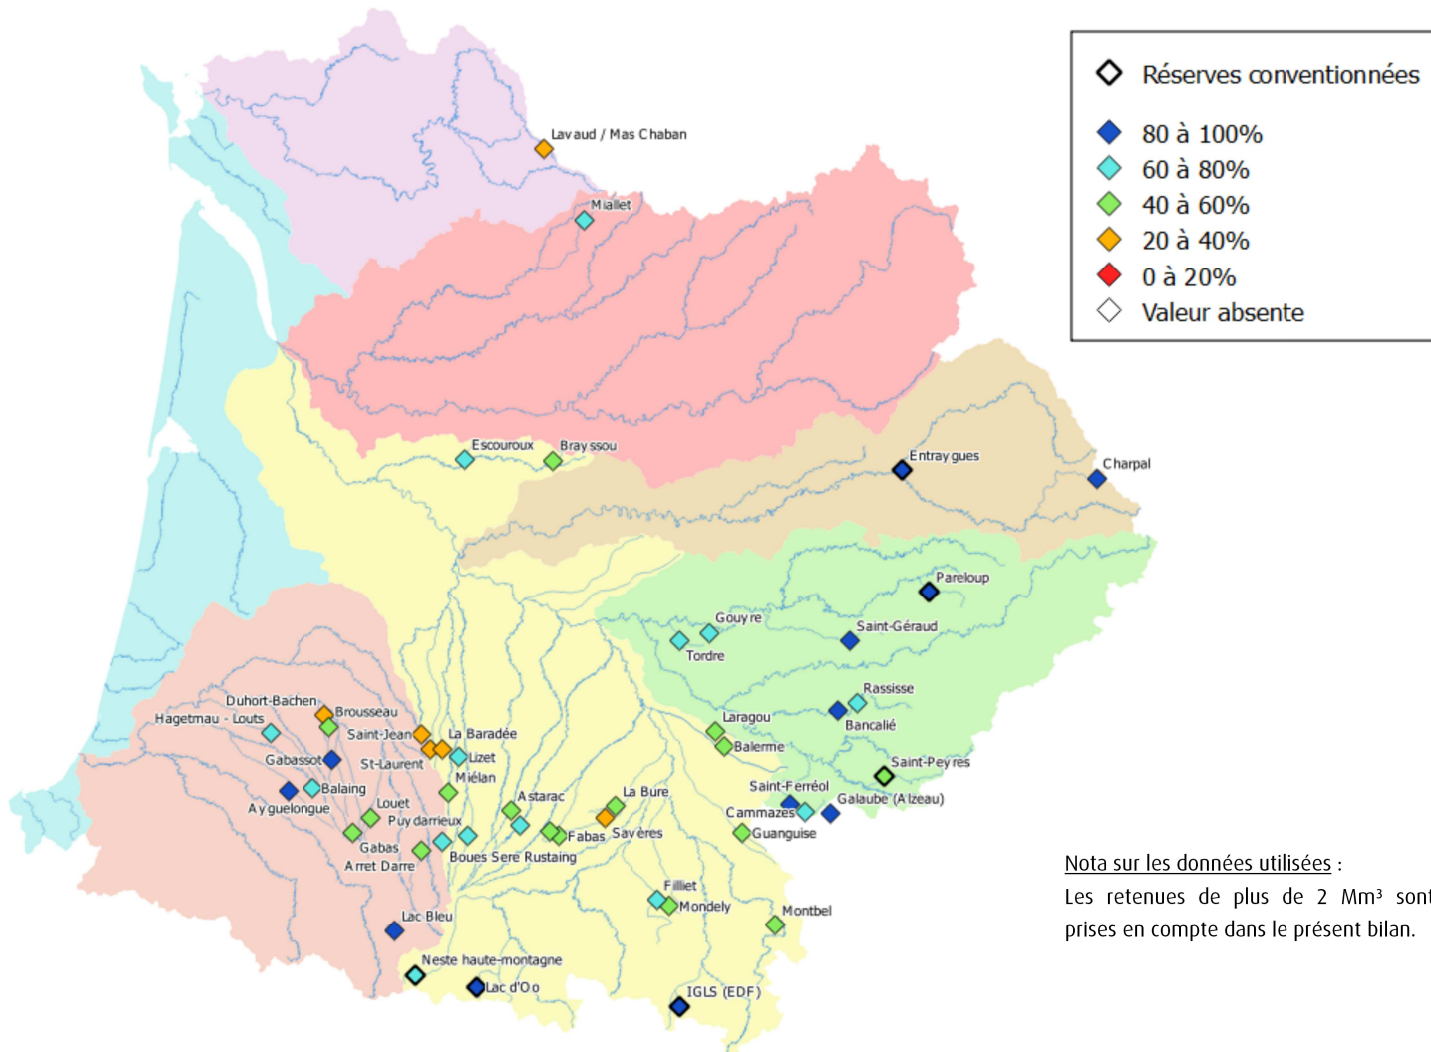 Réserves conventionnées
80 à 100%
60 à 80%
40 à 60%
20 à 40%
0 à 20%
Valeur absente
Lavaud / Mas Chaban
Miallet
Escouroux
Brayssou
Entraygues
Charpal
Pareloup
Gouyre
Saint-Géraud
Tordre
Rassisse
Duhort-Bachen
Brousseau
Hagetmau - Louts
Laragou
Bancalié
Saint-Jean
La Baradée
Balerme
Gabassot
St-Laurent
Lizet
Saint-Peyres
Miélan
Saint-Ferréol
Balaing
Galaube (Alzeau)
Ayguelongue
Louet
Astarac
La Bure
Cammazes
Puydarrieux
Savères
Guanguise
Fabas
Gabas
Boues Sere Rustaing
Arret Darre
Filliet
Mondely
Montbel
Lac Bleu
Neste haute-montagne
Lac d'Oo
IGLS (EDF)
Nota sur les données utilisées :
Les retenues de plus de 2 Mm³ sont
prises en compte dans le présent bilan.